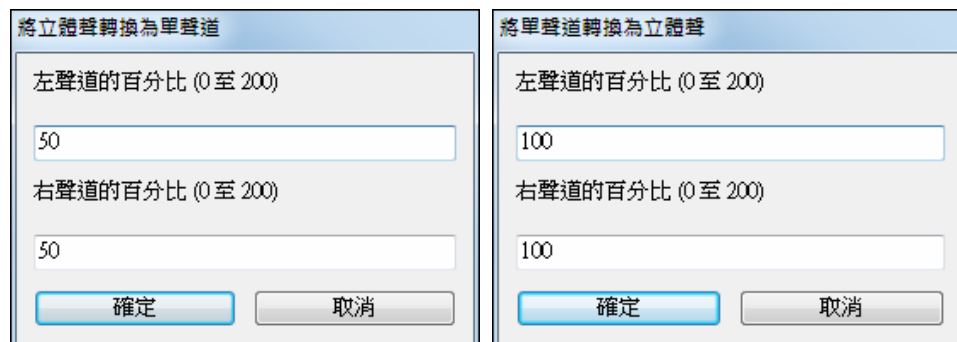 將立體聲轉換為單聲道
左聲道的百分比 (0 至 200)
50
右聲道的百分比 (0 至 200)
50
確定 取消
將單聲道轉換為立體聲
左聲道的百分比 (0 至 200)
100
右聲道的百分比 (0 至 200)
100
確定 取消